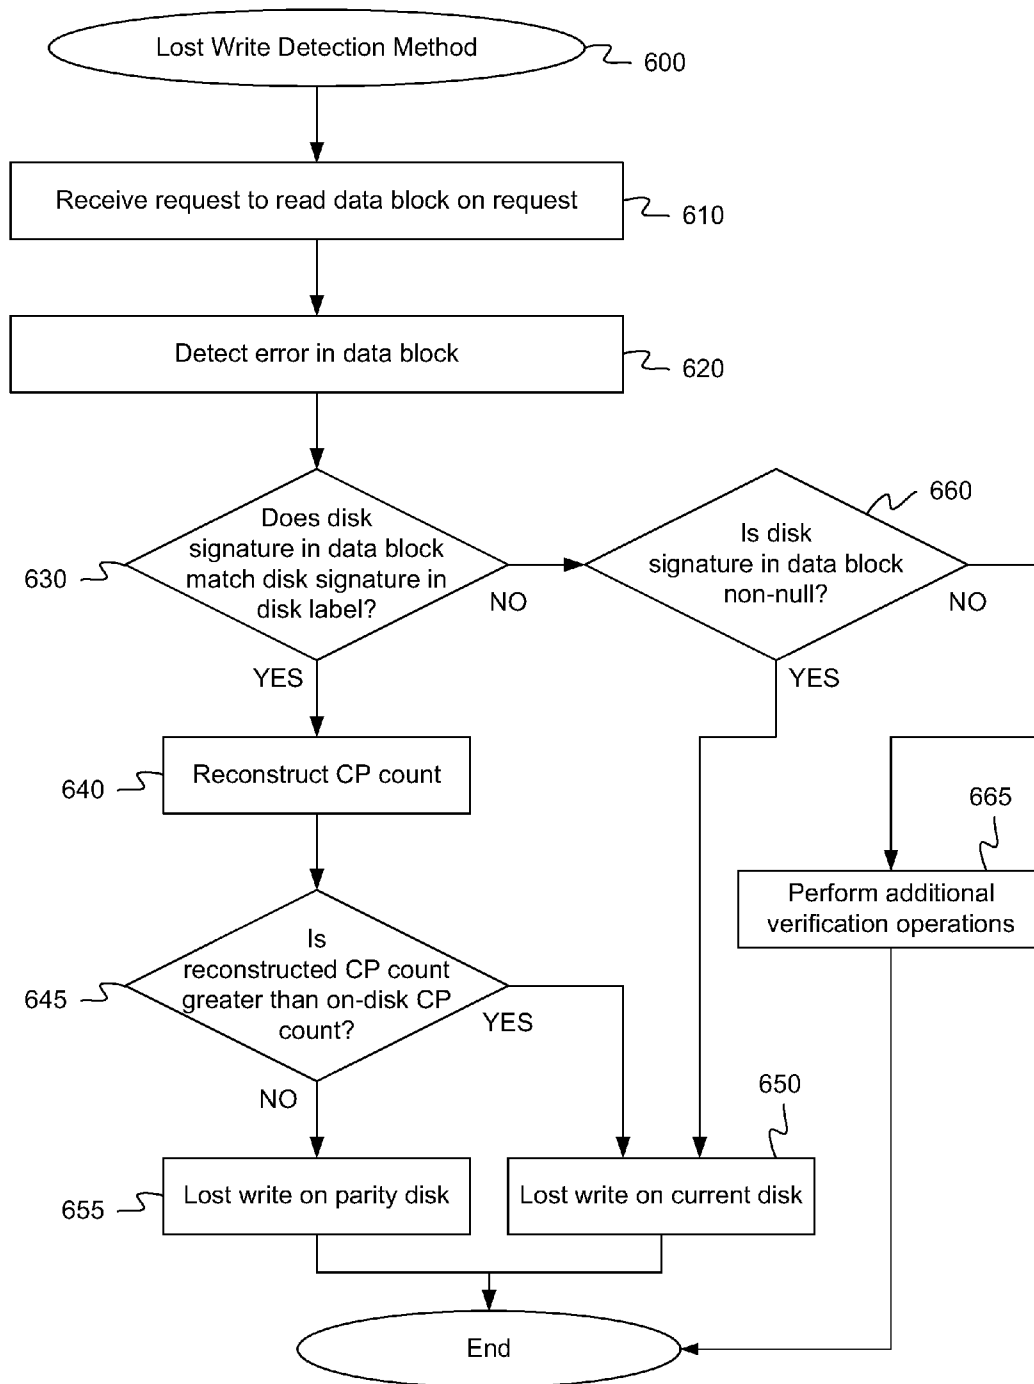 Lost Write Detection Method
600
Receive request to read data block on request
610
Detect error in data block
620
Does disk
signature in data block
match disk signature in
disk label?
630
NO
YES
Is disk
signature in data block
non-null?
660
NO
YES
Reconstruct CP count
640
665
Perform additional
verification operations
Is
reconstructed CP count
greater than on-disk CP
count?
645
YES
NO
650
Lost write on parity disk
655
Lost write on current disk
End